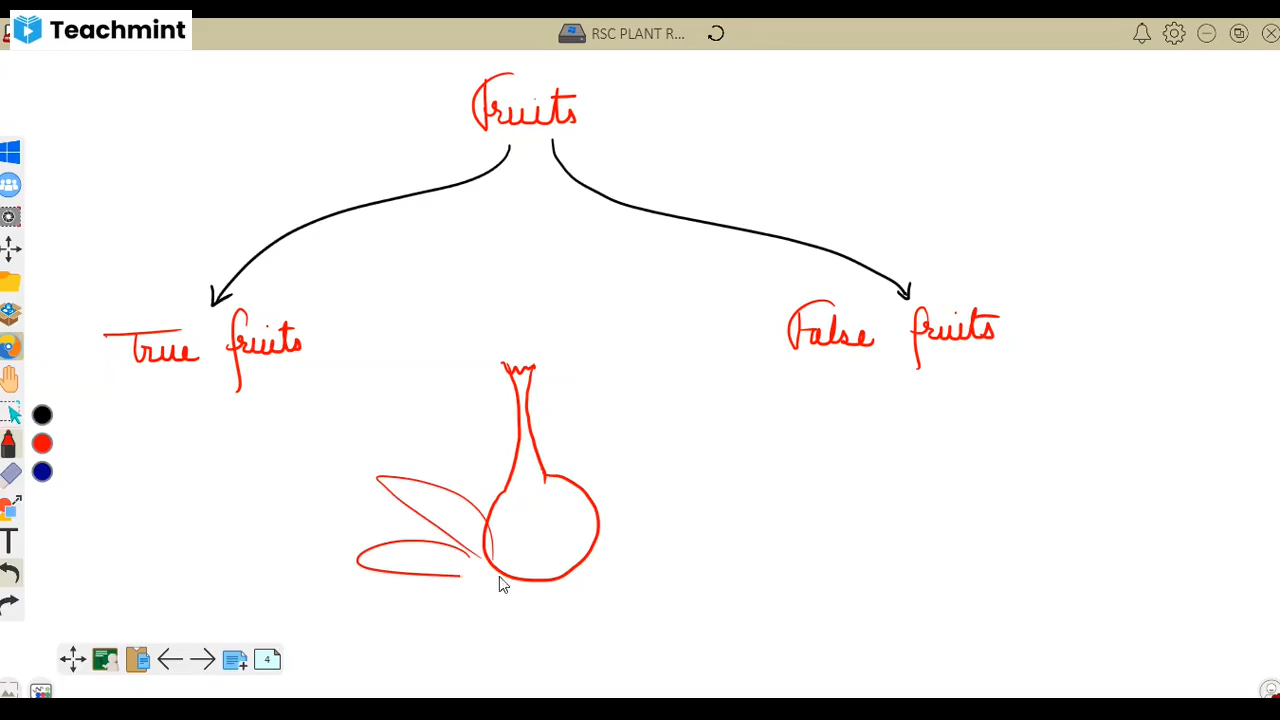 Teachmint
RSC PLANT R...
Fruits
True fruits
False fruits
T
4